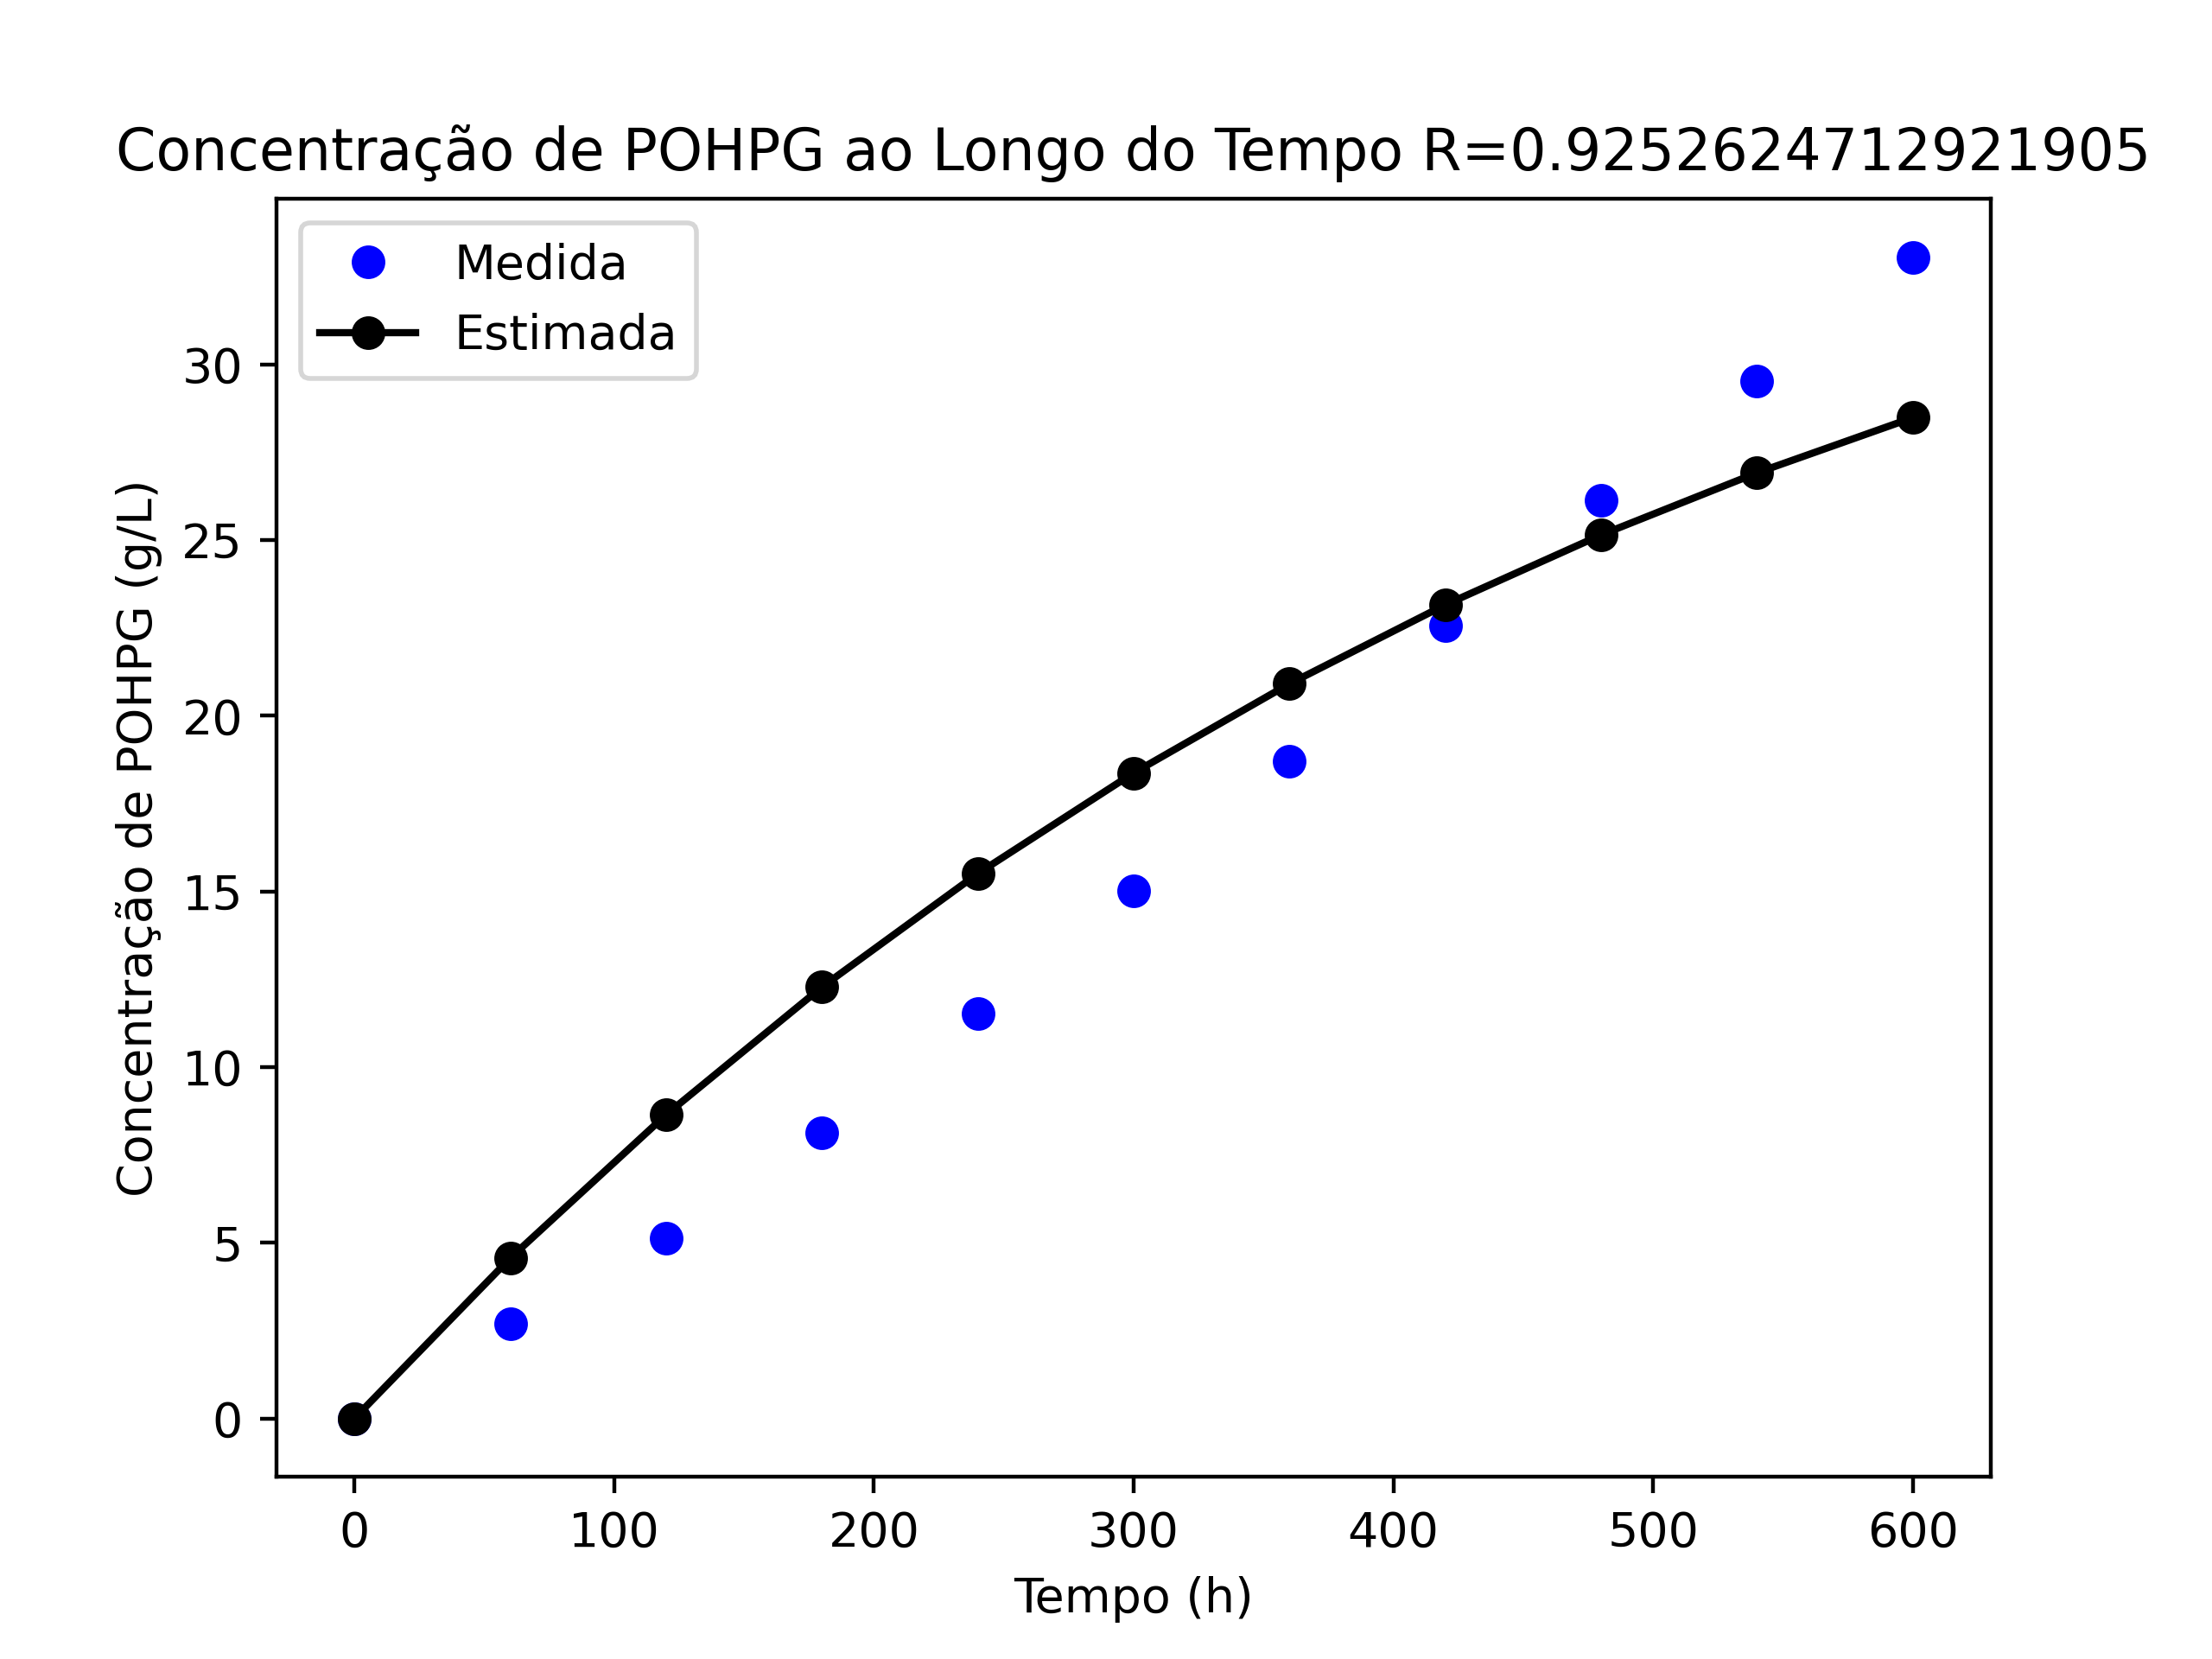 Concentração de POHPG ao Longo do Tempo R=0.9252624712921905
Medida
Estimada
Concentração de POHPG (g/L)
30
25
20
15
10
5
0
0 100 200 300 400 500 600
Tempo (h)